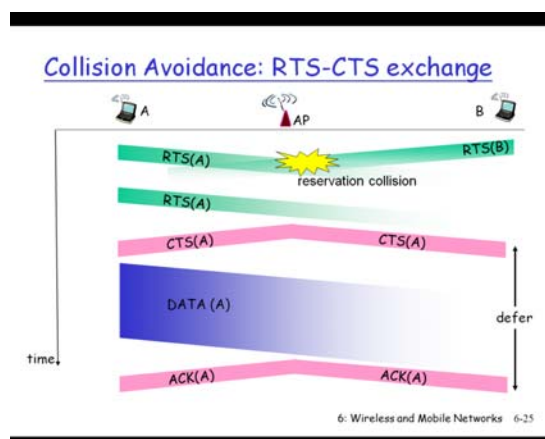 Collision Avoidance: RTS-CTS exchange
A
AP
B
RTS(A)
RTS(B)
reservation collision
RTS(A)
CTS(A)
CTS(A)
DATA (A)
defer
time
ACK(A)
ACK(A)
6: Wireless and Mobile Networks 6-25